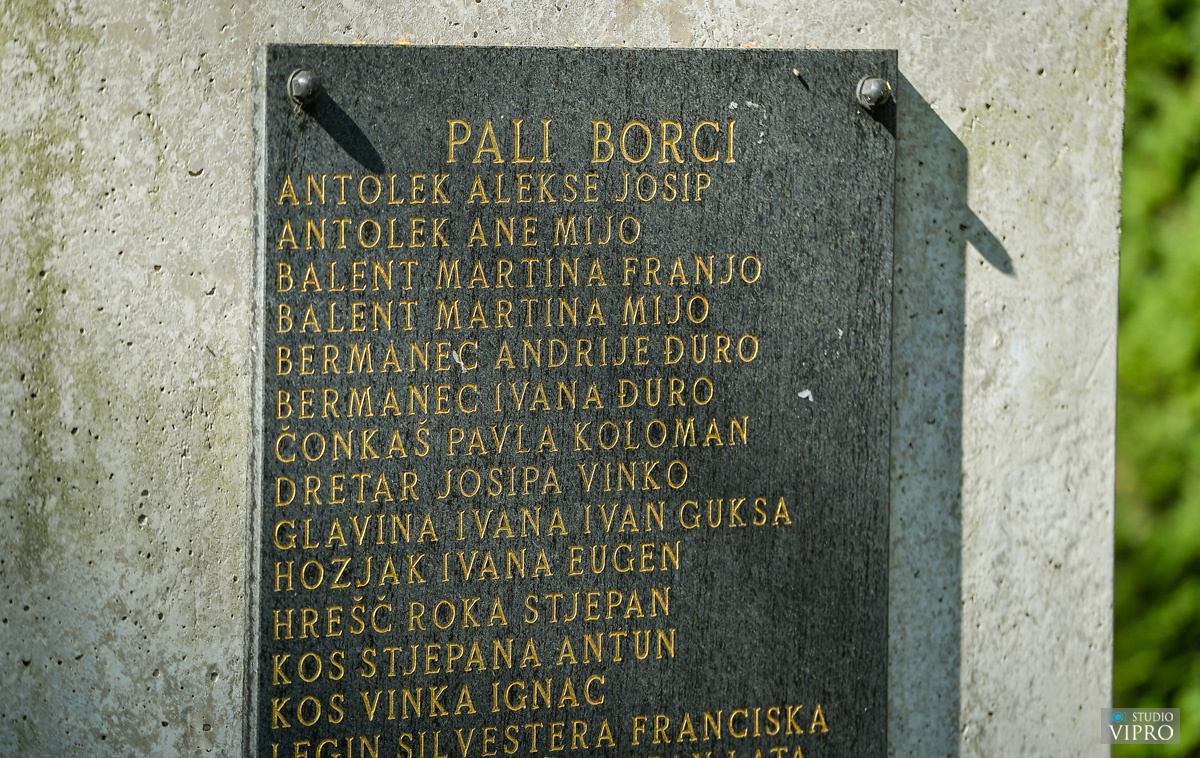 PALI BORCI
ANTOLEK ALEKSE JOSIP
ANTOLEK ANE MIJO
BALENT MARTINA FRANJO
BALENT MARTINA MIJO
BERMANEC ANDRIJE ĐURO
BERMANEC IVANA ĐURO
ČONKAŠ PAVLA KOLOMAN
DRETAR JOSIPA VINKO
GLAVINA IVANA IVAN GUKSA
HOZJAK IVANA EUGEN
HREŠČ ROKA STJEPAN
KOS STJEPANA ANTUN
KOS VINKA IGNAC
LEGIN SILVESTERA FRANCISKA
STUDIO
VIPRO